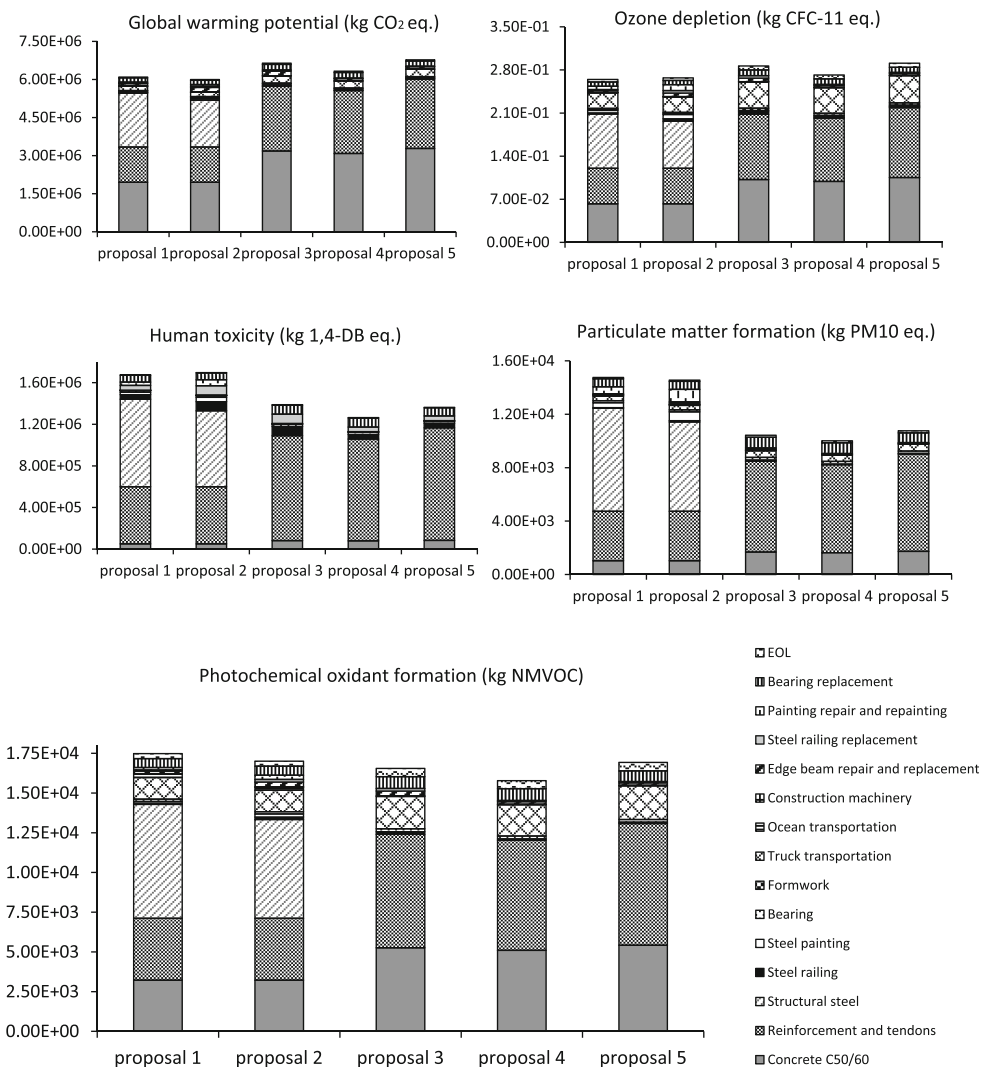 Global warming potential (kg CO₂ eq.)
7.50E+06
6.00E+06
4.50E+06
3.00E+06
1.50E+06
0.00E+00
proposal 1 proposal 2 proposal 3 proposal 4 proposal 5
Ozone depletion (kg CFC-11 eq.)
3.50E-01
2.80E-01
2.10E-01
1.40E-01
7.00E-02
0.00E+00
proposal 1 proposal 2 proposal 3 proposal 4 proposal 5
Human toxicity (kg 1,4-DB eq.)
1.60E+06
1.20E+06
8.00E+05
4.00E+05
0.00E+00
proposal 1 proposal 2 proposal 3 proposal 4 proposal 5
Particulate matter formation (kg PM10 eq.)
1.60E+04
1.20E+04
8.00E+03
4.00E+03
0.00E+00
proposal 1 proposal 2 proposal 3 proposal 4 proposal 5
Photochemical oxidant formation (kg NMVOC)
1.75E+04
1.50E+04
1.25E+04
1.00E+04
7.50E+03
5.00E+03
2.50E+03
0.00E+00
proposal 1 proposal 2 proposal 3 proposal 4 proposal 5
EOL
Bearing replacement
Painting repair and repainting
Steel railing replacement
Edge beam repair and replacement
Construction machinery
Ocean transportation
Truck transportation
Formwork
Bearing
Steel painting
Steel railing
Structural steel
Reinforcement and tendons
Concrete C50/60